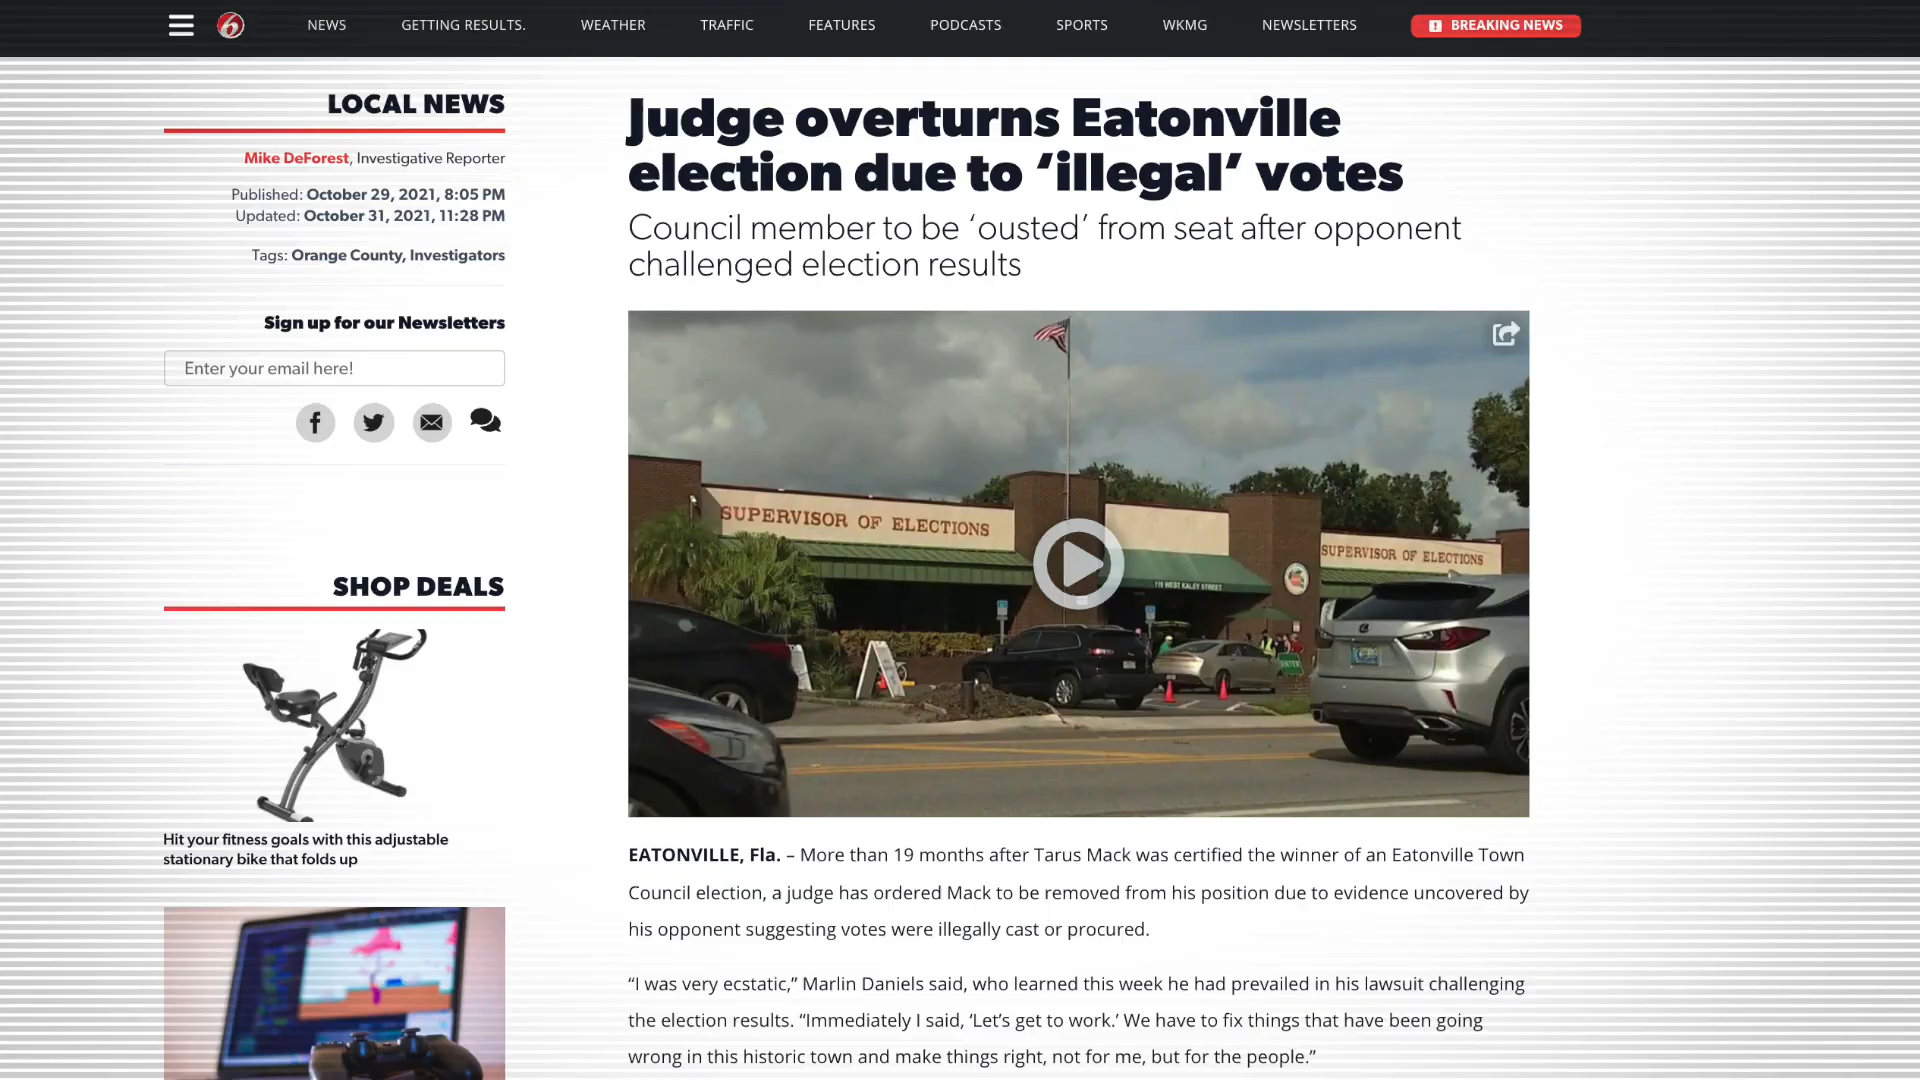 6
NEWS
GETTING RESULTS.
WEATHER
TRAFFIC
FEATURES
PODCASTS
SPORTS
WKMG
NEWSLETTERS
BREAKING NEWS
LOCAL NEWS
Mike DeForest, Investigative Reporter
Published: October 29, 2021, 8:05 PM
Updated: October 31, 2021, 11:28 PM
Tags: Orange County, Investigators
Sign up for our Newsletters
Enter your email here!
SHOP DEALS
Hit your fitness goals with this adjustable
stationary bike that folds up
Judge overturns Eatonville
election due to ‘illegal’ votes
Council member to be ‘ousted’ from seat after opponent
challenged election results
SUPERVISOR OF ELECTIONS
119 WEST KALEY STREET
SUPERVISOR OF ELECTIONS
ENTER
EATONVILLE, Fla. – More than 19 months after Tarus Mack was certified the winner of an Eatonville Town
Council election, a judge has ordered Mack to be removed from his position due to evidence uncovered by
his opponent suggesting votes were illegally cast or procured.
“I was very ecstatic,” Marlin Daniels said, who learned this week he had prevailed in his lawsuit challenging
the election results. “Immediately I said, ‘Let’s get to work.’ We have to fix things that have been going
wrong in this historic town and make things right, not for me, but for the people.”